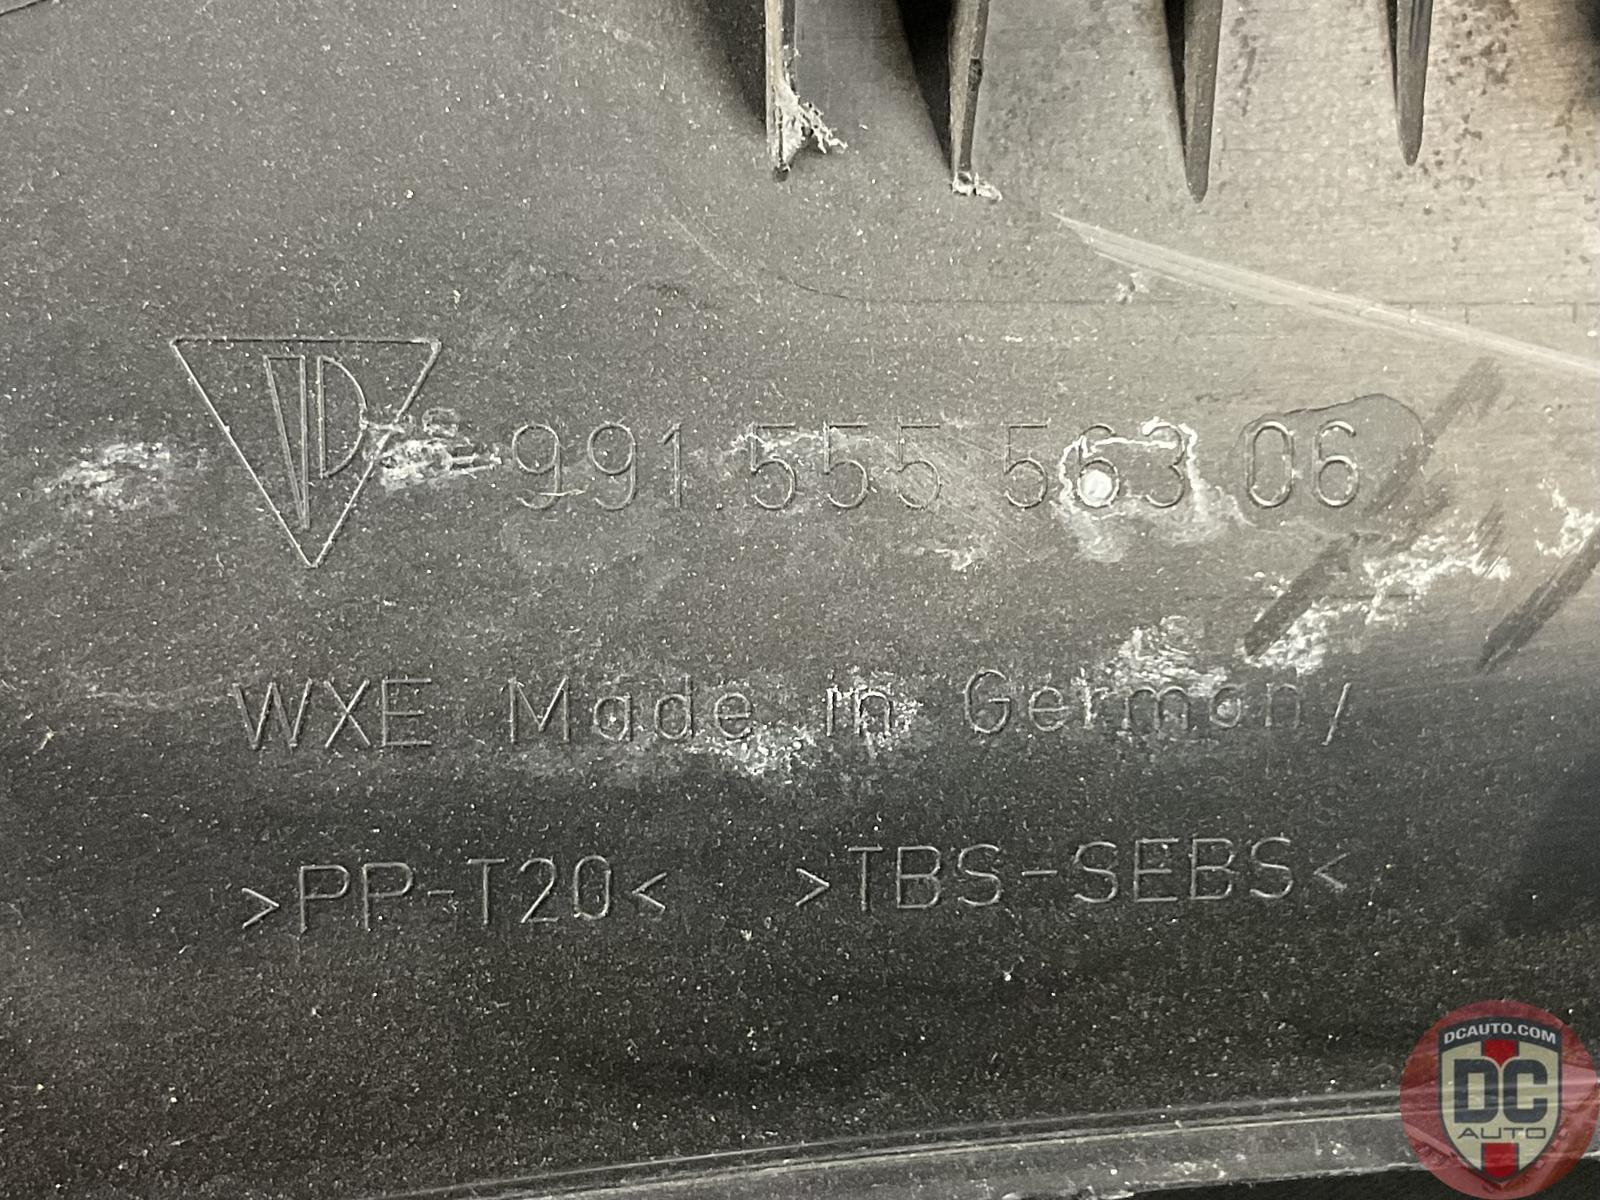 991 555 563 06
WXE Made in Germany
>PP-T20< >TBS-SEBS<
DCAUTO.COM
DC
AUTO